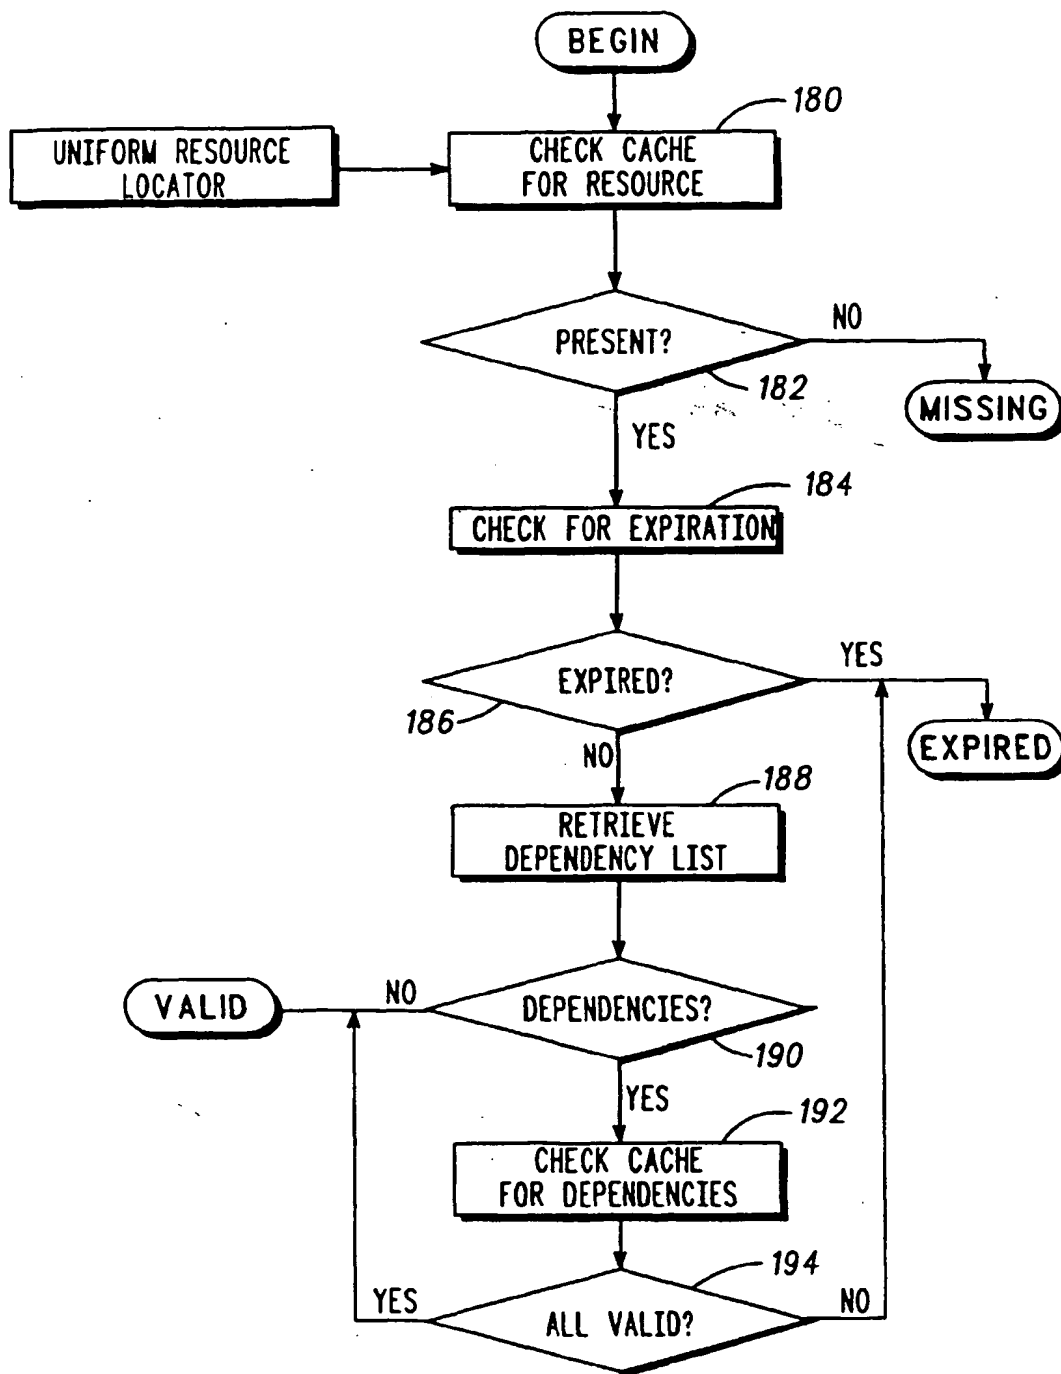 BEGIN
180
UNIFORM RESOURCE
LOCATOR
CHECK CACHE
FOR RESOURCE
PRESENT?
NO
182
MISSING
YES
184
CHECK FOR EXPIRATION
EXPIRED?
YES
186
EXPIRED
NO
188
RETRIEVE
DEPENDENCY LIST
VALID
NO
DEPENDENCIES?
190
YES
192
CHECK CACHE
FOR DEPENDENCIES
194
YES
ALL VALID?
NO